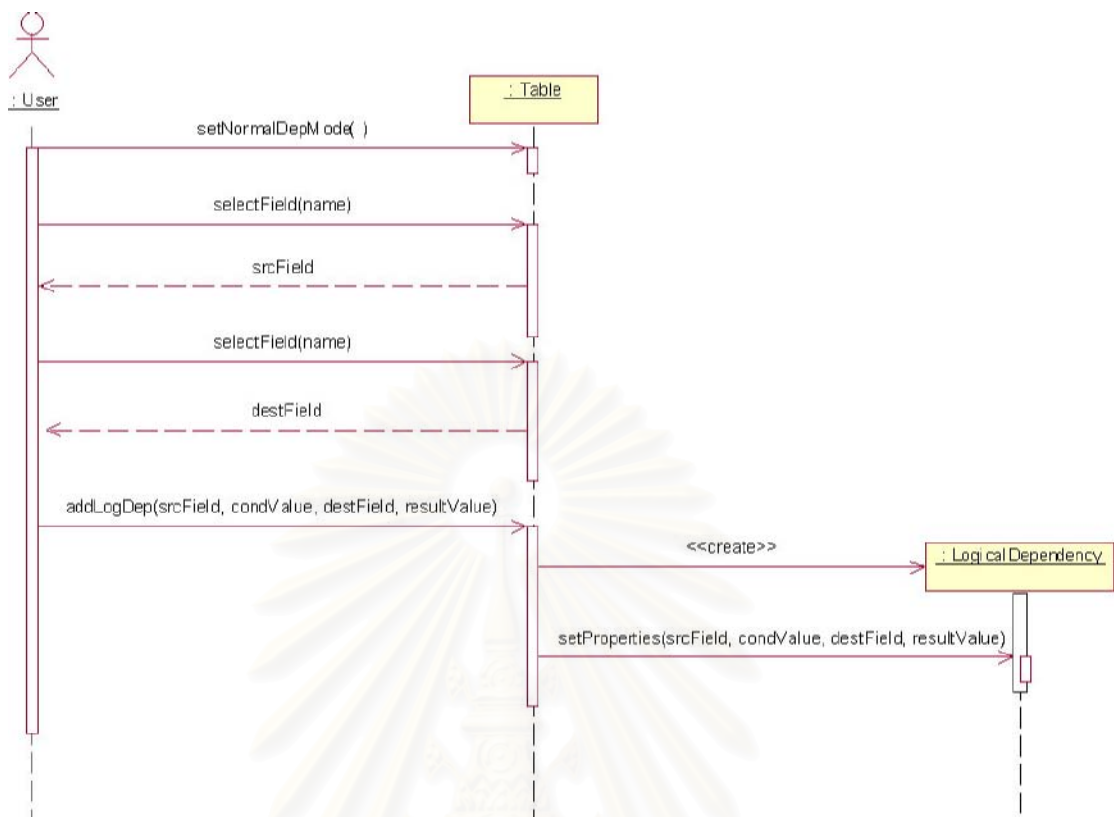 : User
: Table
setNormalDepMode( )
selectField(name)
srcField
selectField(name)
destField
addLogDep(srcField, condValue, destField, resultValue)
<<create>>
: LogicalDependency
setProperties(srcField, condValue, destField, resultValue)